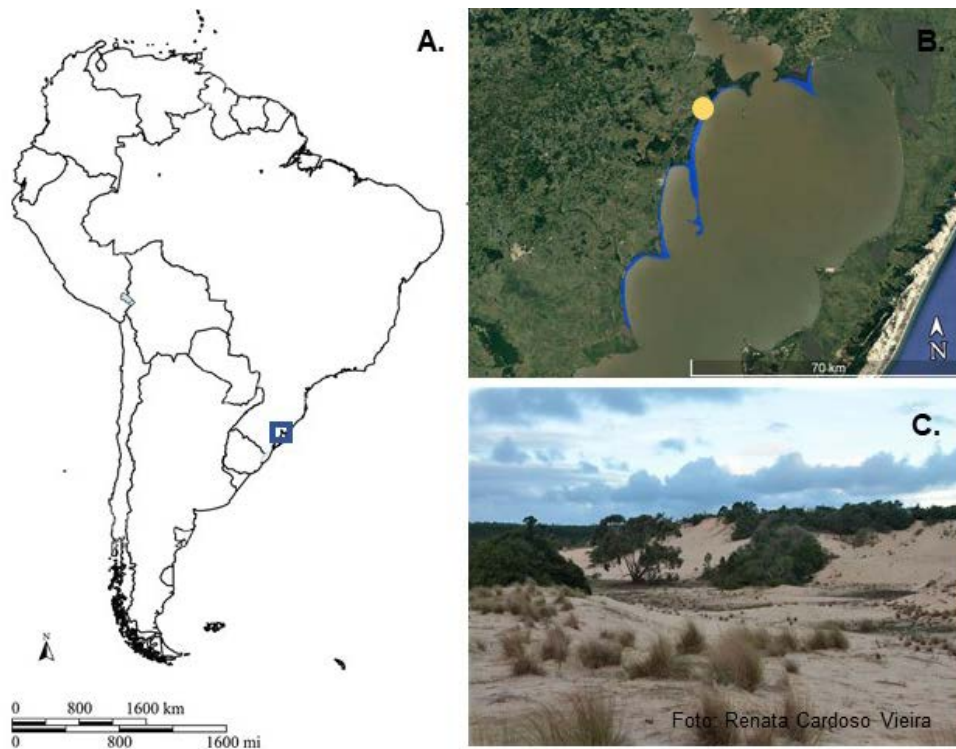 A.
N
0 800 1600 km
0 800 1600 mi
B.
N
70 km
C.
Foto: Renata Cardoso Vieira